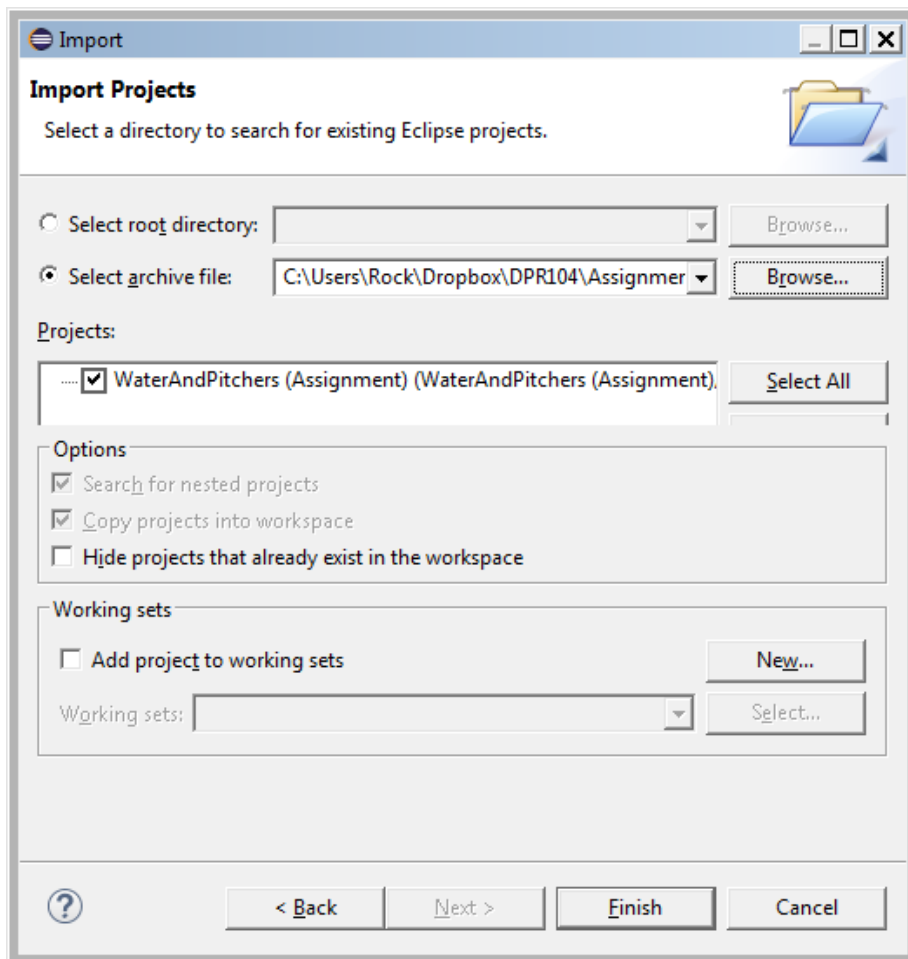 Import
Import Projects
Select a directory to search for existing Eclipse projects.
Select root directory:
Browse...
Select archive file:
C:\Users\Rock\Dropbox\DPR104\Assignmer
Browse...
Projects:
WaterAndPitchers (Assignment) (WaterAndPitchers (Assignment)
Select All
Options
Search for nested projects
Copy projects into workspace
Hide projects that already exist in the workspace
Working sets
Add project to working sets
New...
Working sets:
Select...
?
< Back
Next >
Finish
Cancel